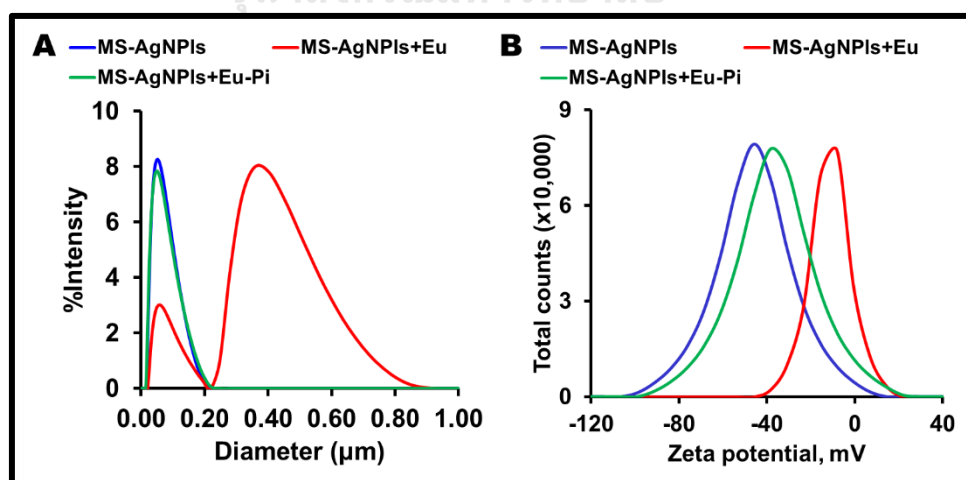 A MS-AgNPls MS-AgNPls+Eu
MS-AgNPls+Eu-Pi
10
8
6
4
2
0
%Intensity
0.00 0.20 0.40 0.60 0.80 1.00
Diameter (µm)
B MS-AgNPls MS-AgNPls+Eu
MS-AgNPls+Eu-Pi
9
6
3
0
Total counts (x10,000)
-120 -80 -40 0 40
Zeta potential, mV